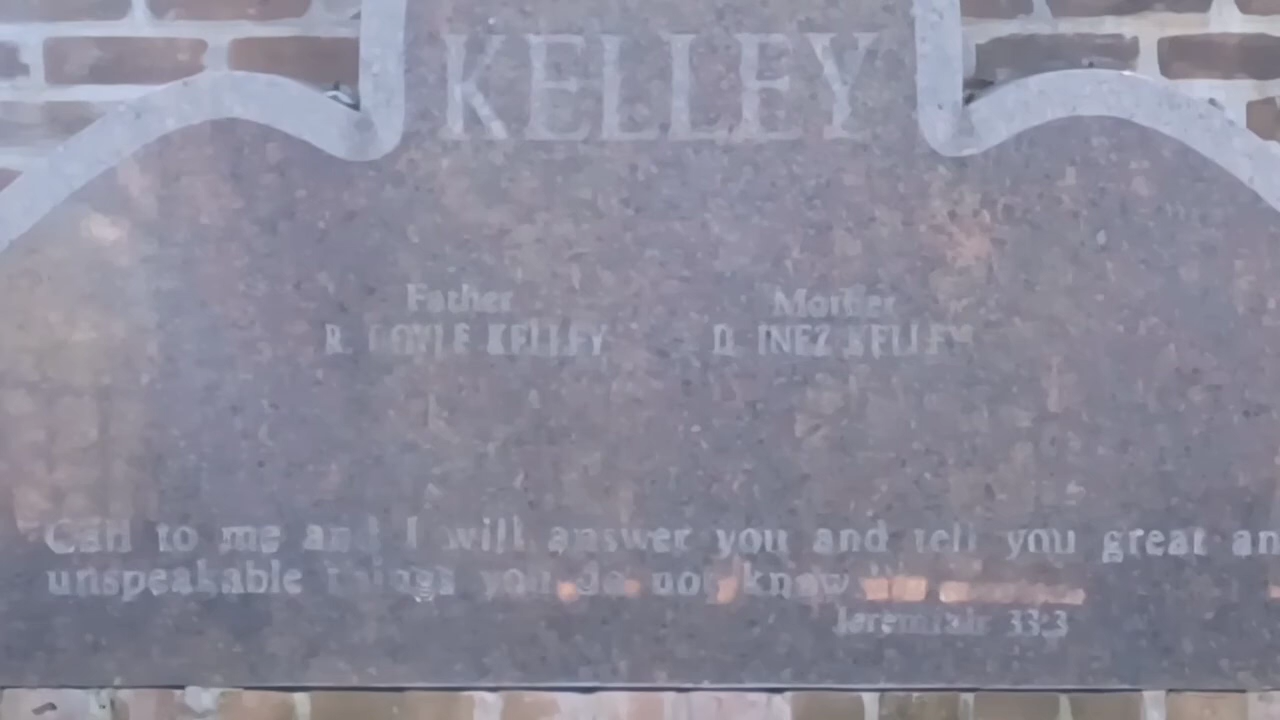 KELLEY
Father Mother
R. DOYLE KELLEY D. INEZ KELLEY
Call to me and I will answer you and tell you great an
unspeakable things you do not know
Jeremiah 33:3